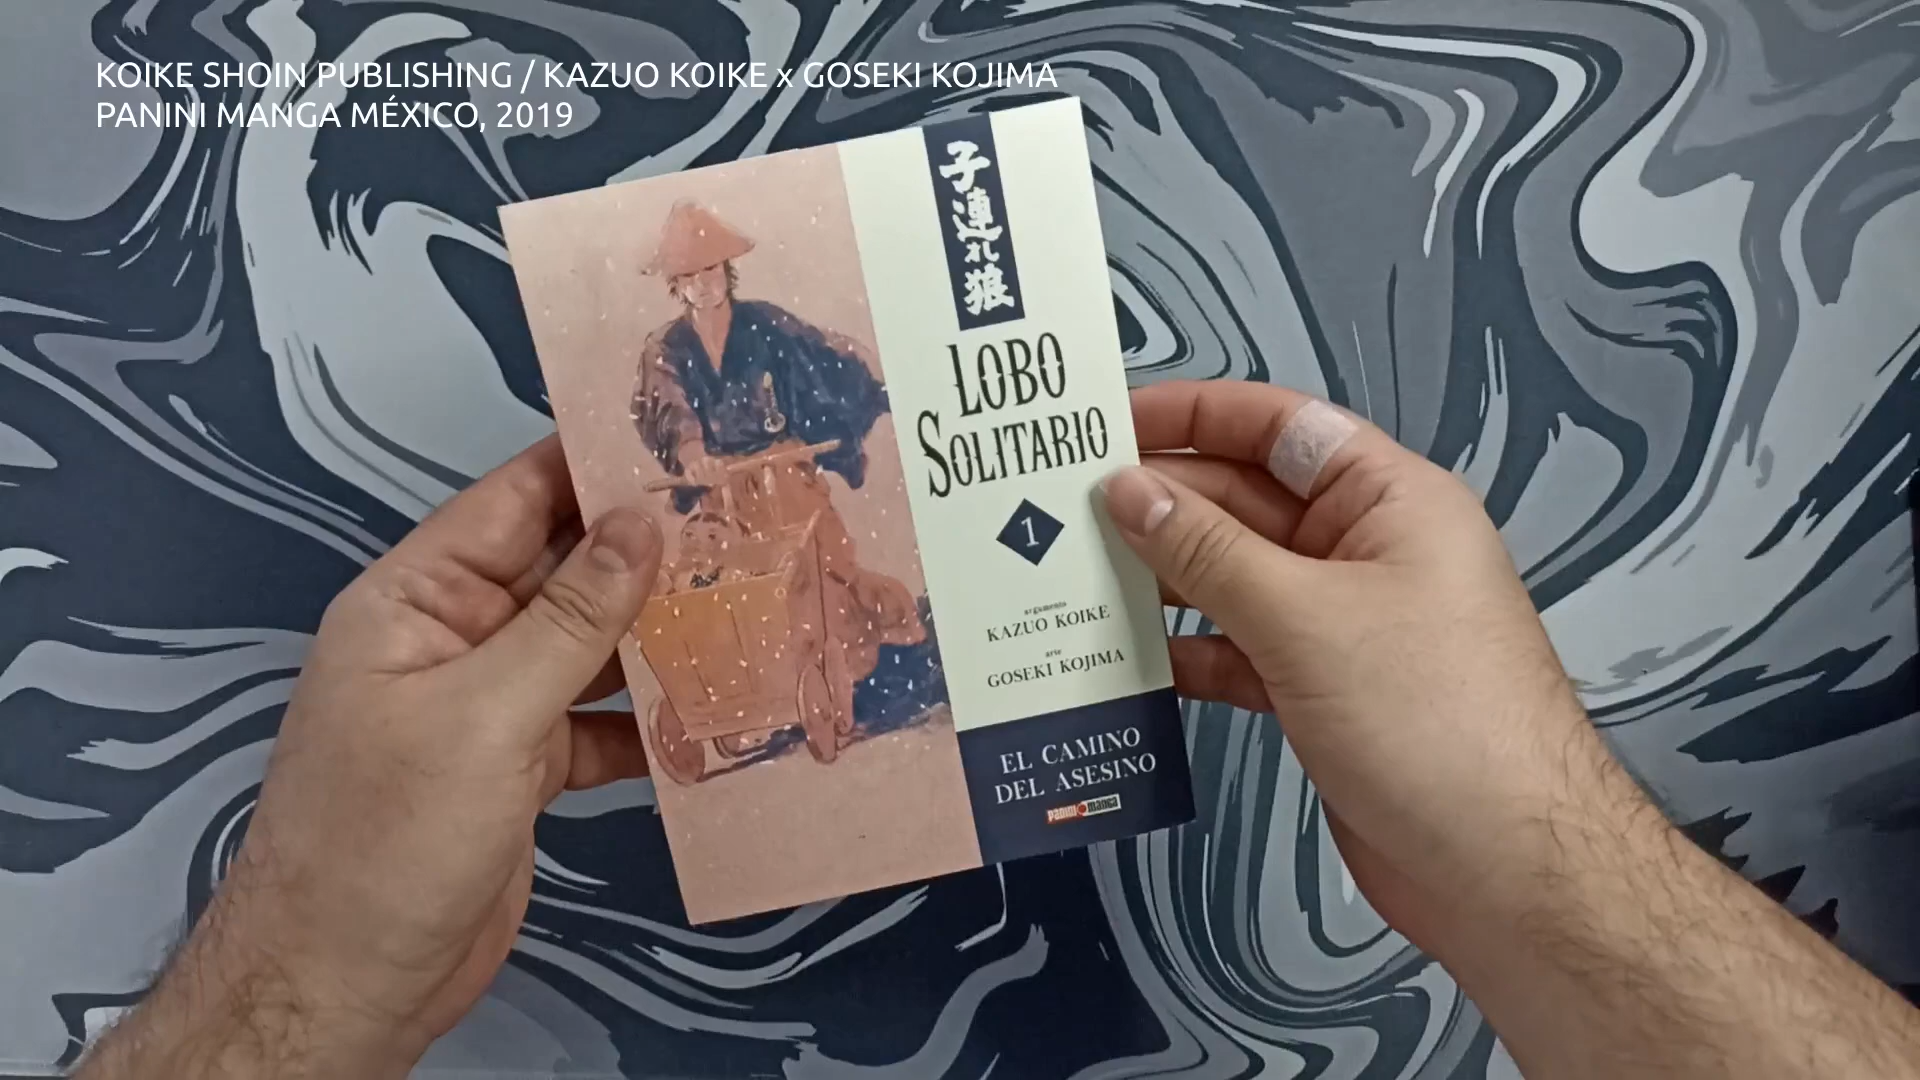 KOIKE SHOIN PUBLISHING / KAZUO KOIKE x GOSEKI KOJIMA
PANINI MANGA MÉXICO, 2019
子連れ狼
LOBO
SOLITARIO
1
argumento
KAZUO KOIKE
arte
GOSEKI KOJIMA
EL CAMINO
DEL ASESINO
PANINI MANGA